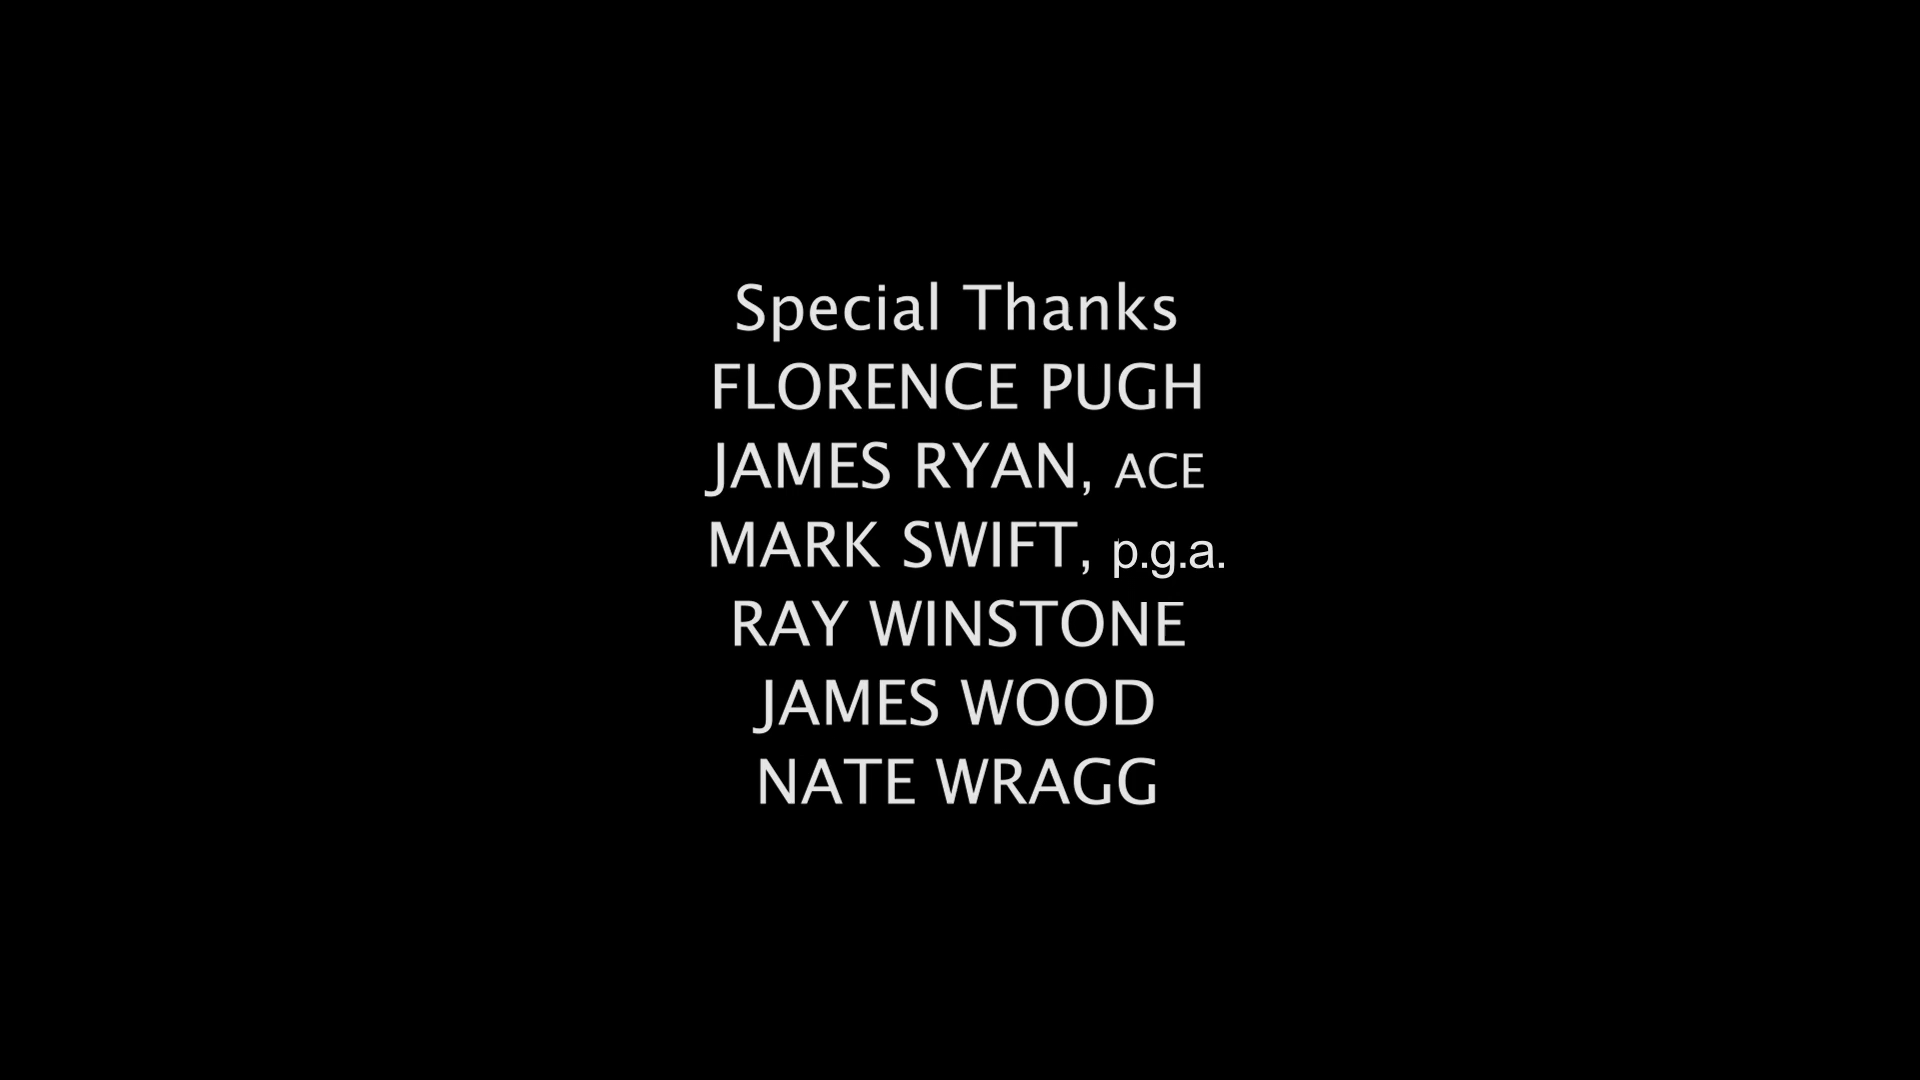 Special Thanks
FLORENCE PUGH
JAMES RYAN, ACE
MARK SWIFT, p.g.a.
RAY WINSTONE
JAMES WOOD
NATE WRAGG